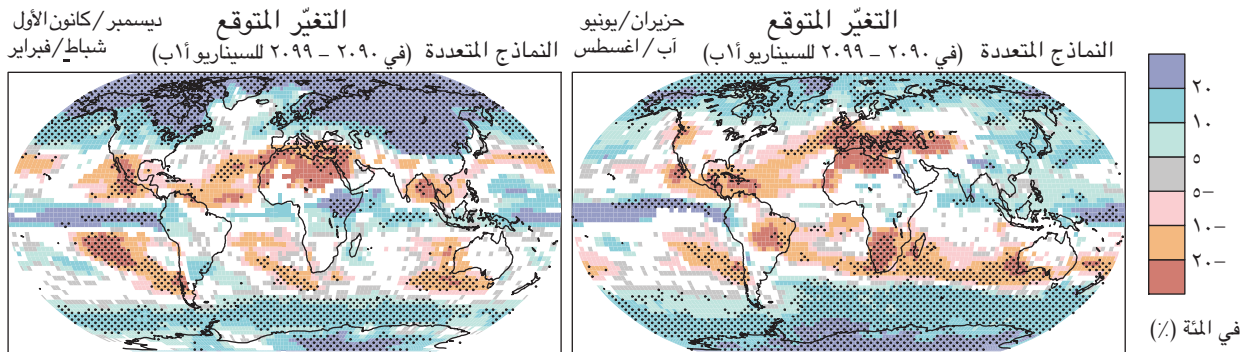 التغيّر المتوقع
ديسمبر/كانون الأول
النماذج المتعددة (في ٢٠٩٠ – ٢٠٩٩ للسيناريو أ١ب)
شباط/فبراير
التغيّر المتوقع
حزيران/يونيو
النماذج المتعددة (في ٢٠٩٠ – ٢٠٩٩ للسيناريو أ١ب)
آب/اغسطس
٢٠
١٠
٥
٥–
١٠–
٢٠–
في المئة (٪)